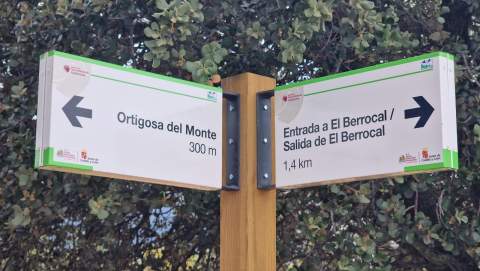 Ortigosa del Monte
300 m
Entrada a El Berrocal /
Salida de El Berrocal
1,4 km